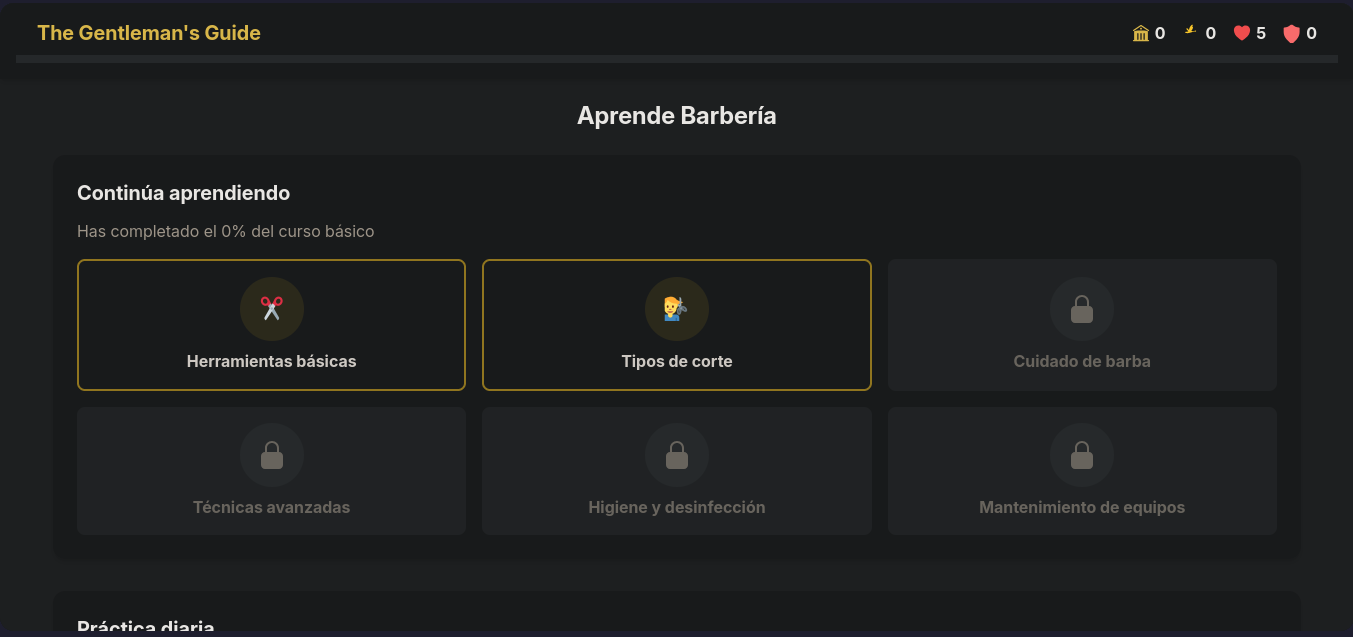 The Gentleman's Guide
0 0 5 0
Aprende Barbería
Continúa aprendiendo
Has completado el 0% del curso básico
Herramientas básicas
Tipos de corte
Cuidado de barba
Técnicas avanzadas
Higiene y desinfección
Mantenimiento de equipos
Práctica diaria